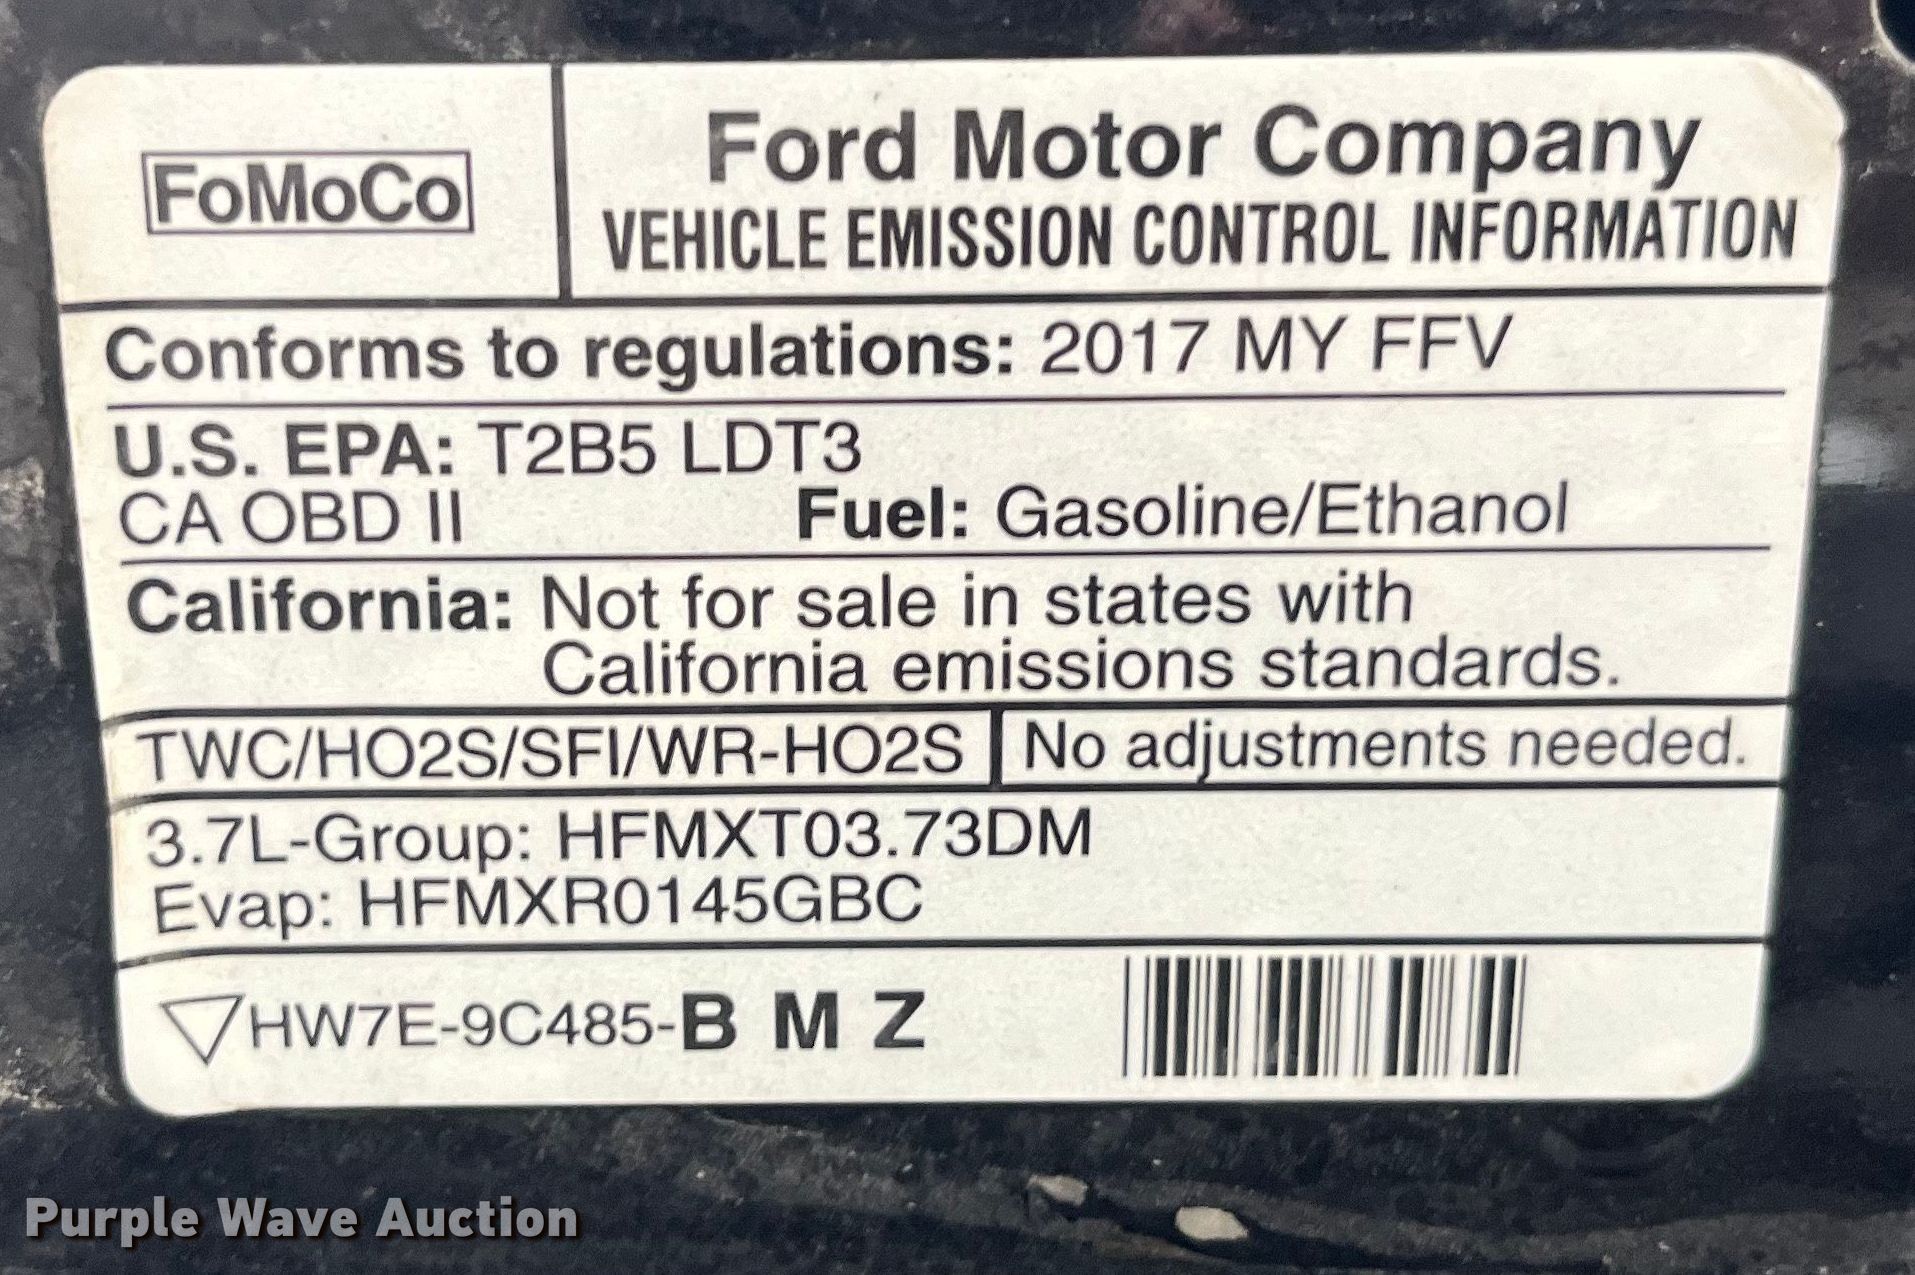 FoMoCo
Ford Motor Company
VEHICLE EMISSION CONTROL INFORMATION
Conforms to regulations: 2017 MY FFV
U.S. EPA: T2B5 LDT3
CA OBD II Fuel: Gasoline/Ethanol
California: Not for sale in states with
California emissions standards.
TWC/HO2S/SFI/WR-HO2S No adjustments needed.
3.7L-Group: HFMXT03.73DM
Evap: HFMXR0145GBC
HW7E-9C485-B M Z
Purple Wave Auction